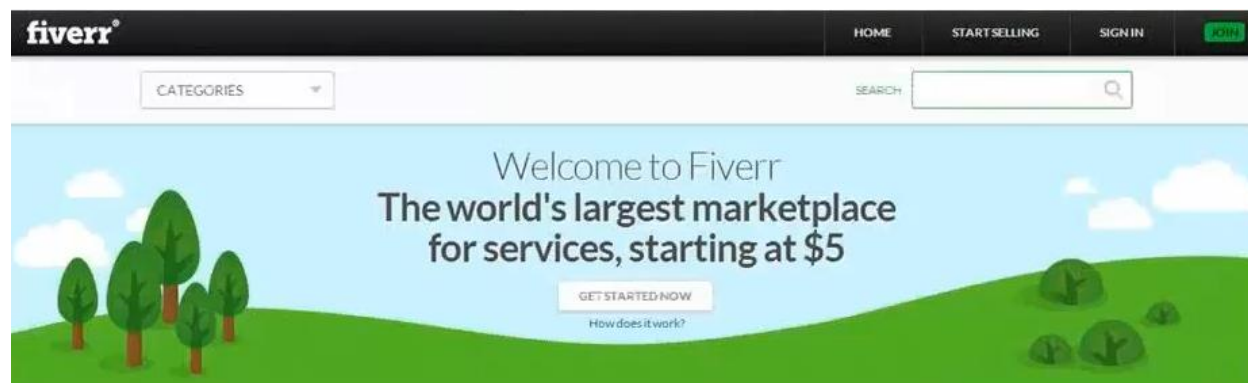 fiverr®
HOME START SELLING SIGN IN JOIN
CATEGORIES
SEARCH
Welcome to Fiverr
The world's largest marketplace
for services, starting at $5
GET STARTED NOW
How does it work?